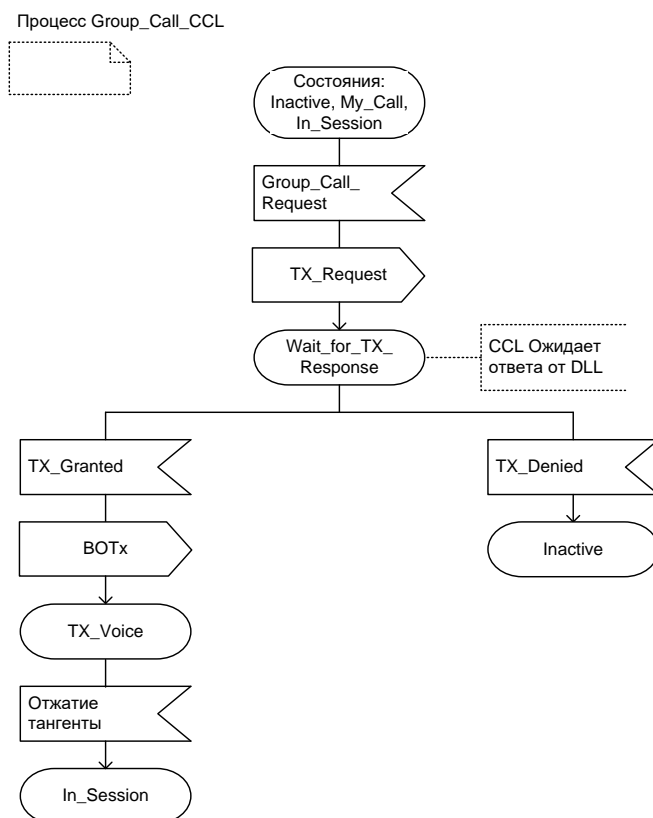 Процесс Group_Call_CCL
Состояния:
Inactive, My_Call,
In_Session
Group_Call_
Request
TX_Request
Wait_for_TX_
Response
CCL Ожидает
ответа от DLL
TX_Granted
TX_Denied
BOTx
Inactive
TX_Voice
Отжатие
тангенты
In_Session